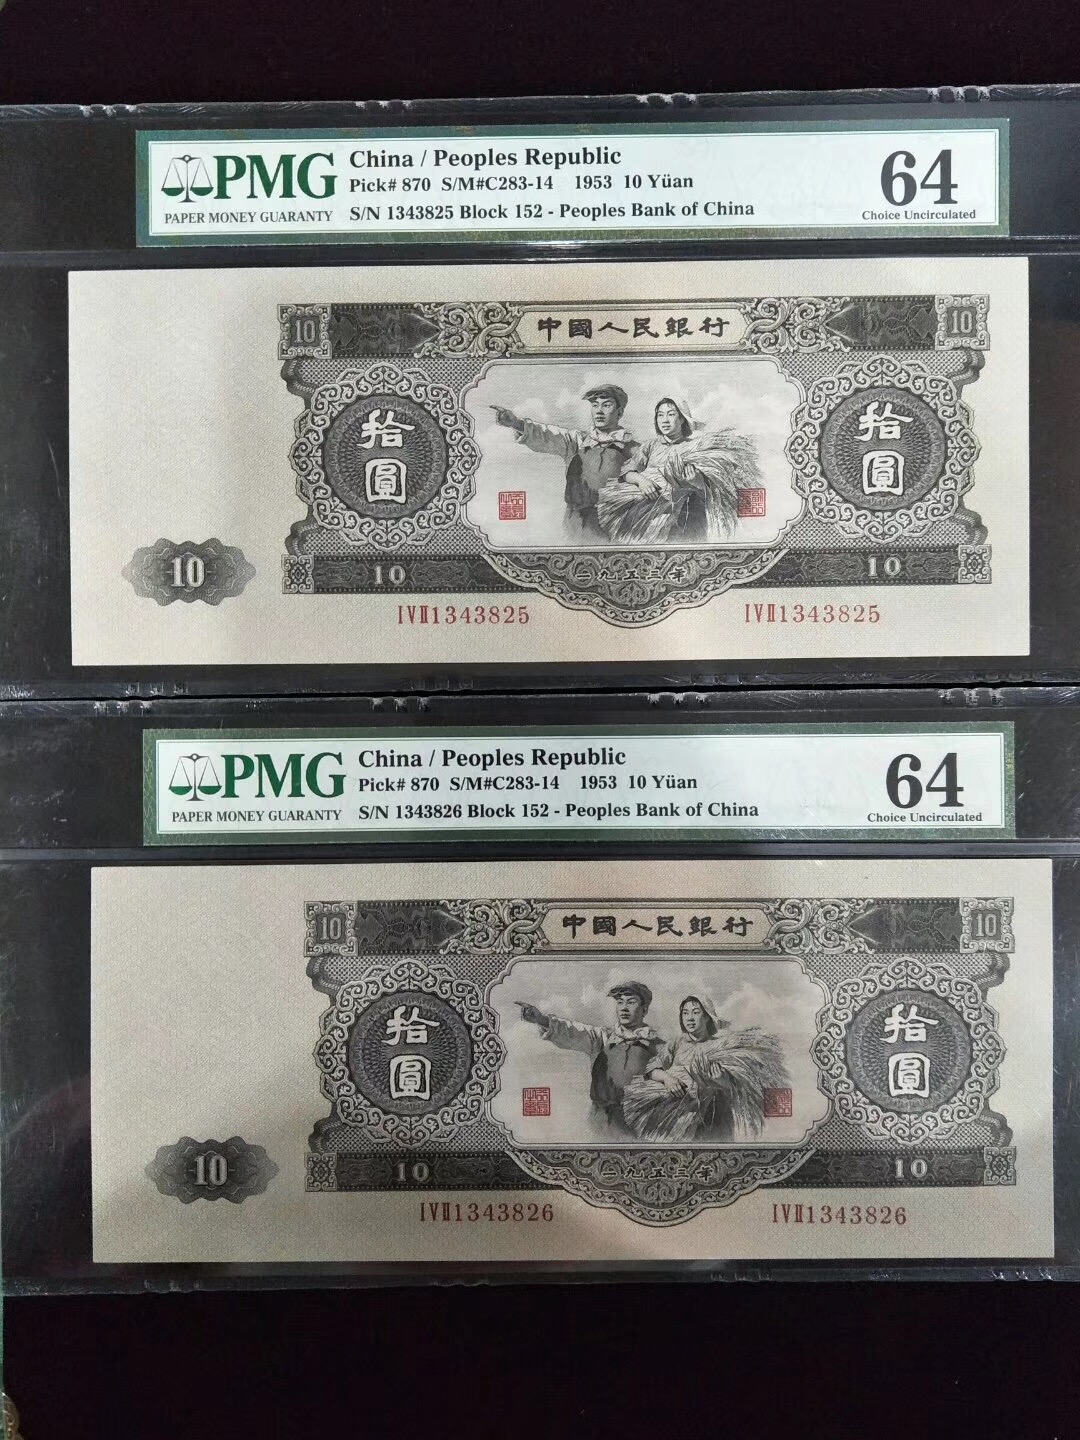 PMG
PAPER MONEY GUARANTY
China / Peoples Republic
Pick# 870 S/M#C283-14 1953 10 Yüan
S/N 1343825 Block 152 - Peoples Bank of China
64
Choice Uncirculated
10 中國人民銀行 10
拾圓 拾圓
10
10 一九五三年 10
IVII1343825 IVII1343825
PMG
PAPER MONEY GUARANTY
China / Peoples Republic
Pick# 870 S/M#C283-14 1953 10 Yüan
S/N 1343826 Block 152 - Peoples Bank of China
64
Choice Uncirculated
10 中國人民銀行 10
拾圓 拾圓
10
10 一九五三年 10
IVII1343826 IVII1343826